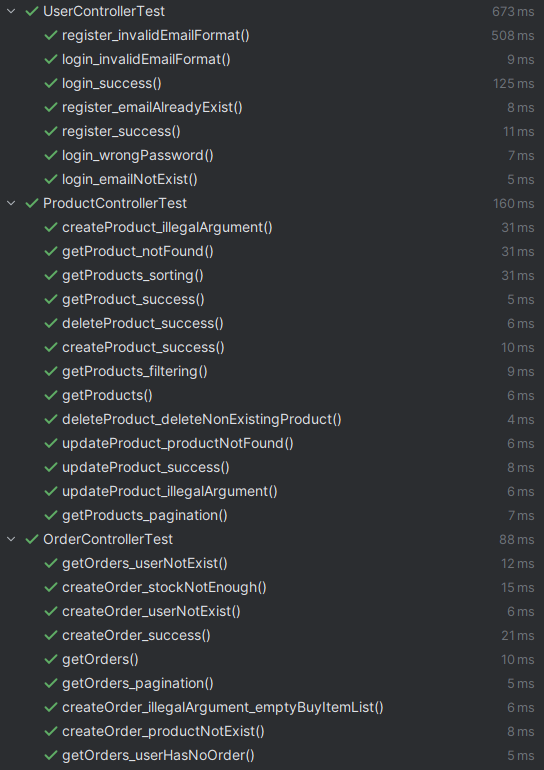 UserControllerTest 673 ms
register_invalidEmailFormat() 508 ms
login_invalidEmailFormat() 9 ms
login_success() 125 ms
register_emailAlreadyExist() 8 ms
register_success() 11 ms
login_wrongPassword() 7 ms
login_emailNotExist() 5 ms
ProductControllerTest 160 ms
createProduct_illegalArgument() 31 ms
getProduct_notFound() 31 ms
getProducts_sorting() 31 ms
getProduct_success() 5 ms
deleteProduct_success() 6 ms
createProduct_success() 10 ms
getProducts_filtering() 9 ms
getProducts() 6 ms
deleteProduct_deleteNonExistingProduct() 4 ms
updateProduct_productNotFound() 6 ms
updateProduct_success() 8 ms
updateProduct_illegalArgument() 6 ms
getProducts_pagination() 7 ms
OrderControllerTest 88 ms
getOrders_userNotExist() 12 ms
createOrder_stockNotEnough() 15 ms
createOrder_userNotExist() 6 ms
createOrder_success() 21 ms
getOrders() 10 ms
getOrders_pagination() 5 ms
createOrder_illegalArgument_emptyBuyItemList() 6 ms
createOrder_productNotExist() 8 ms
getOrders_userHasNoOrder() 5 ms